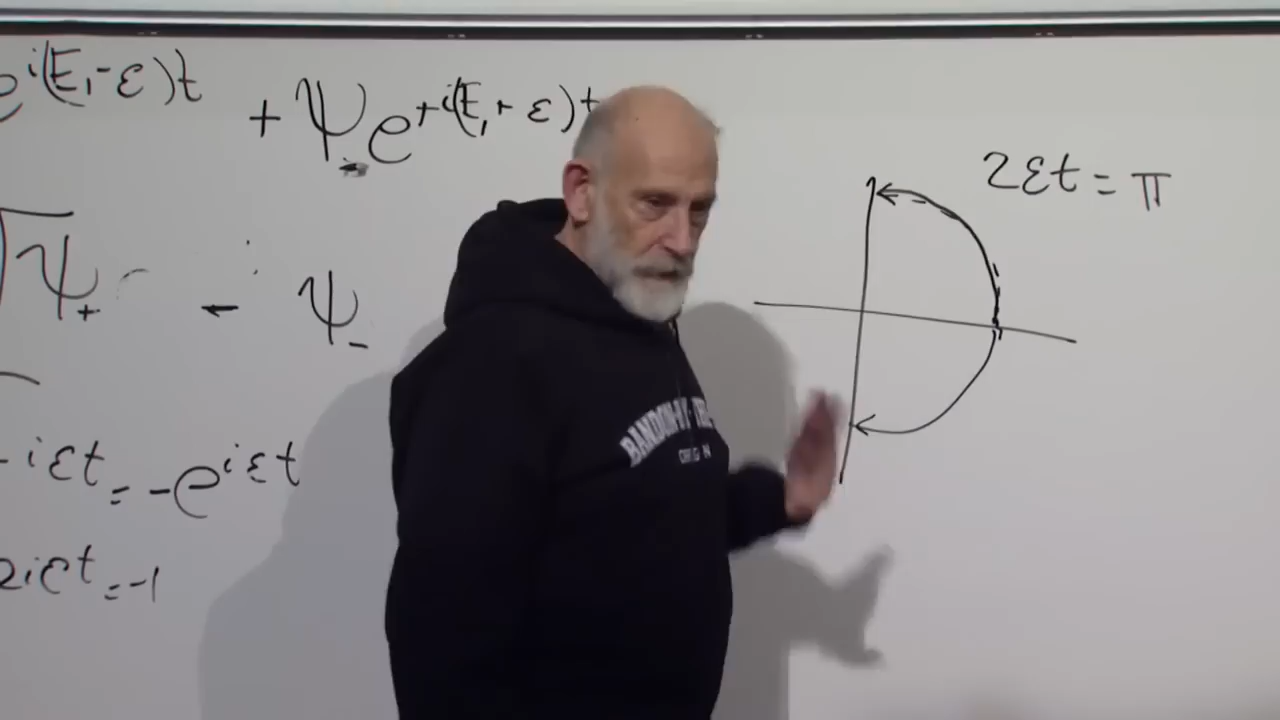 e^{i(E₁-ε)t} + Ψ₋e^{+i(E₁+ε)t}
2εt = π
Ψ₊ - Ψ₋
-iεt = -e^{iεt}
2iεt = -1